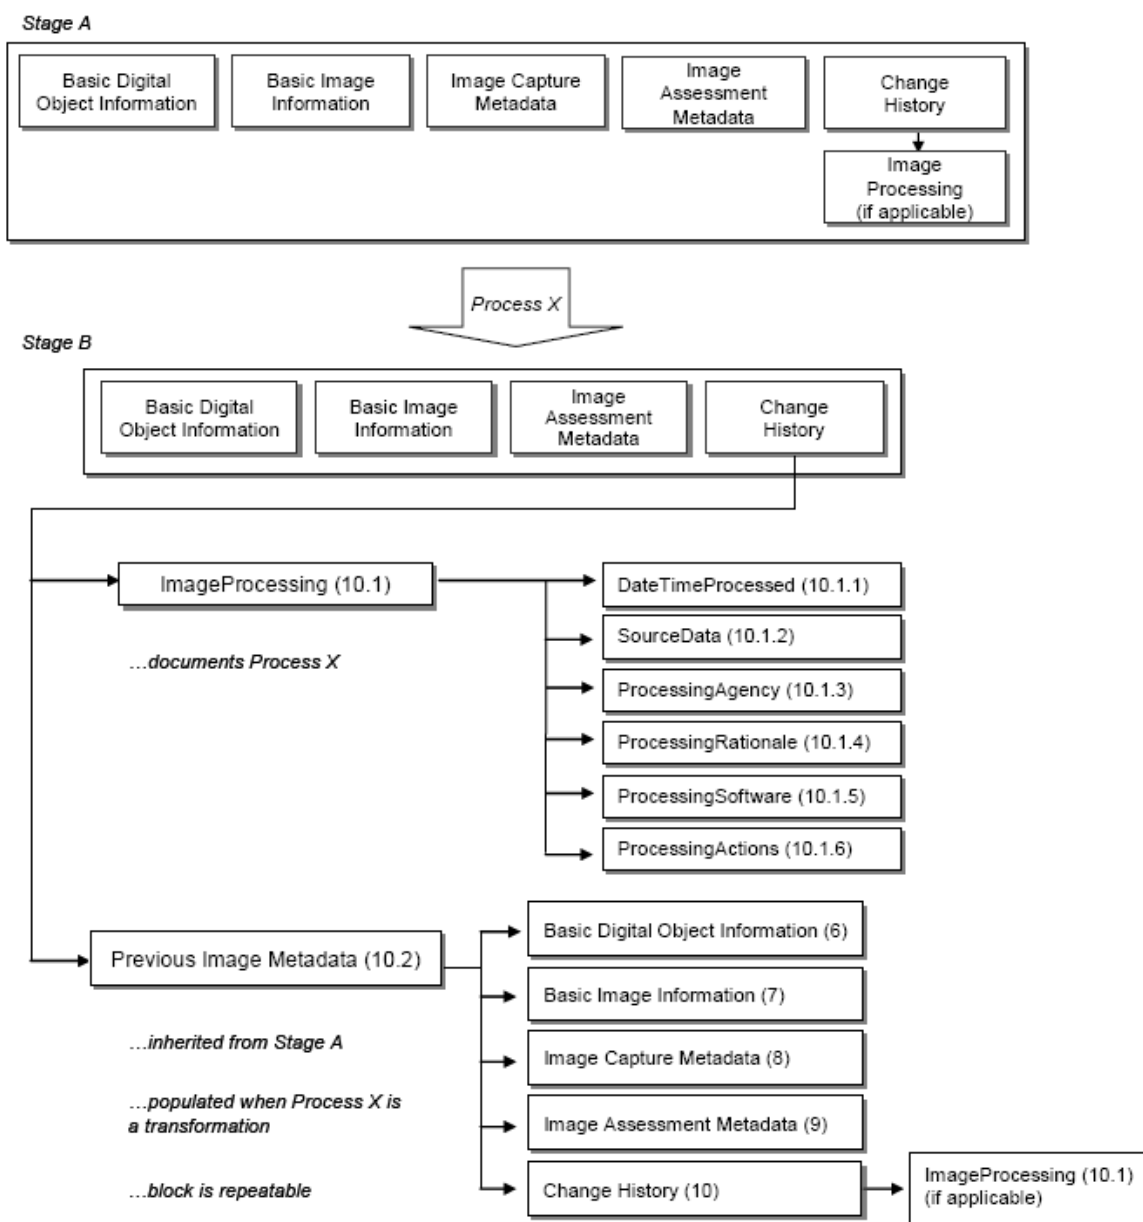 Stage A
Basic Digital
Object Information
Basic Image
Information
Image Capture
Metadata
Image
Assessment
Metadata
Change
History
Image
Processing
(if applicable)
Process X
Stage B
Basic Digital
Object Information
Basic Image
Information
Image
Assessment
Metadata
Change
History
ImageProcessing (10.1)
...documents Process X
DateTimeProcessed (10.1.1)
SourceData (10.1.2)
ProcessingAgency (10.1.3)
ProcessingRationale (10.1.4)
ProcessingSoftware (10.1.5)
ProcessingActions (10.1.6)
Previous Image Metadata (10.2)
...inherited from Stage A
...populated when Process X is
a transformation
...block is repeatable
Basic Digital Object Information (6)
Basic Image Information (7)
Image Capture Metadata (8)
Image Assessment Metadata (9)
Change History (10)
ImageProcessing (10.1)
(if applicable)